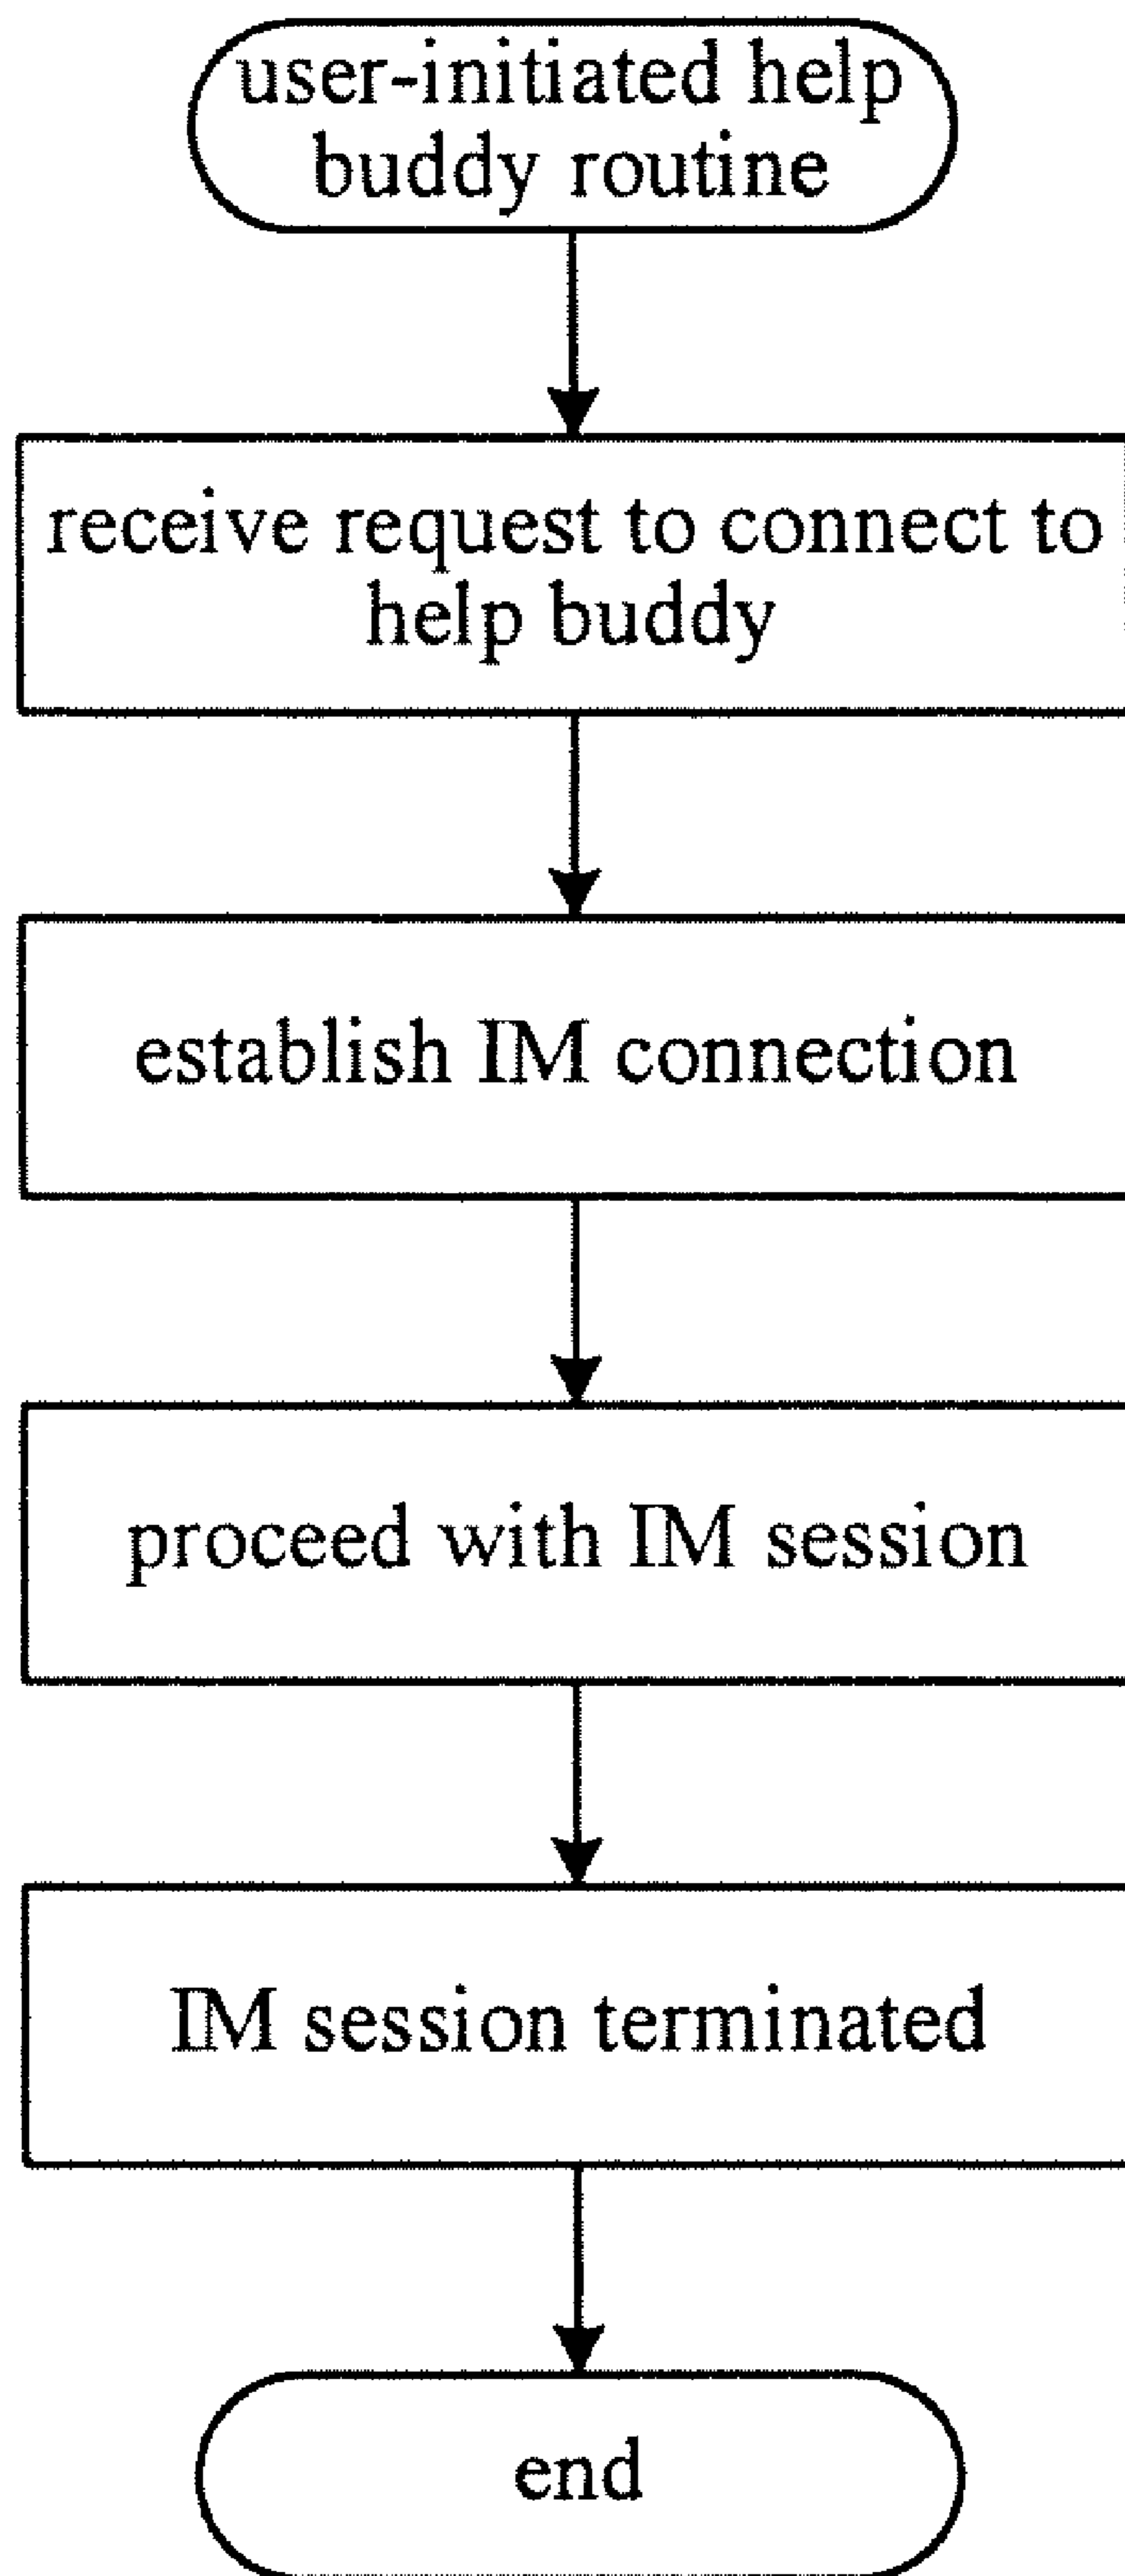 user-initiated help
buddy routine
receive request to connect to
help buddy
establish IM connection
proceed with IM session
IM session terminated
end